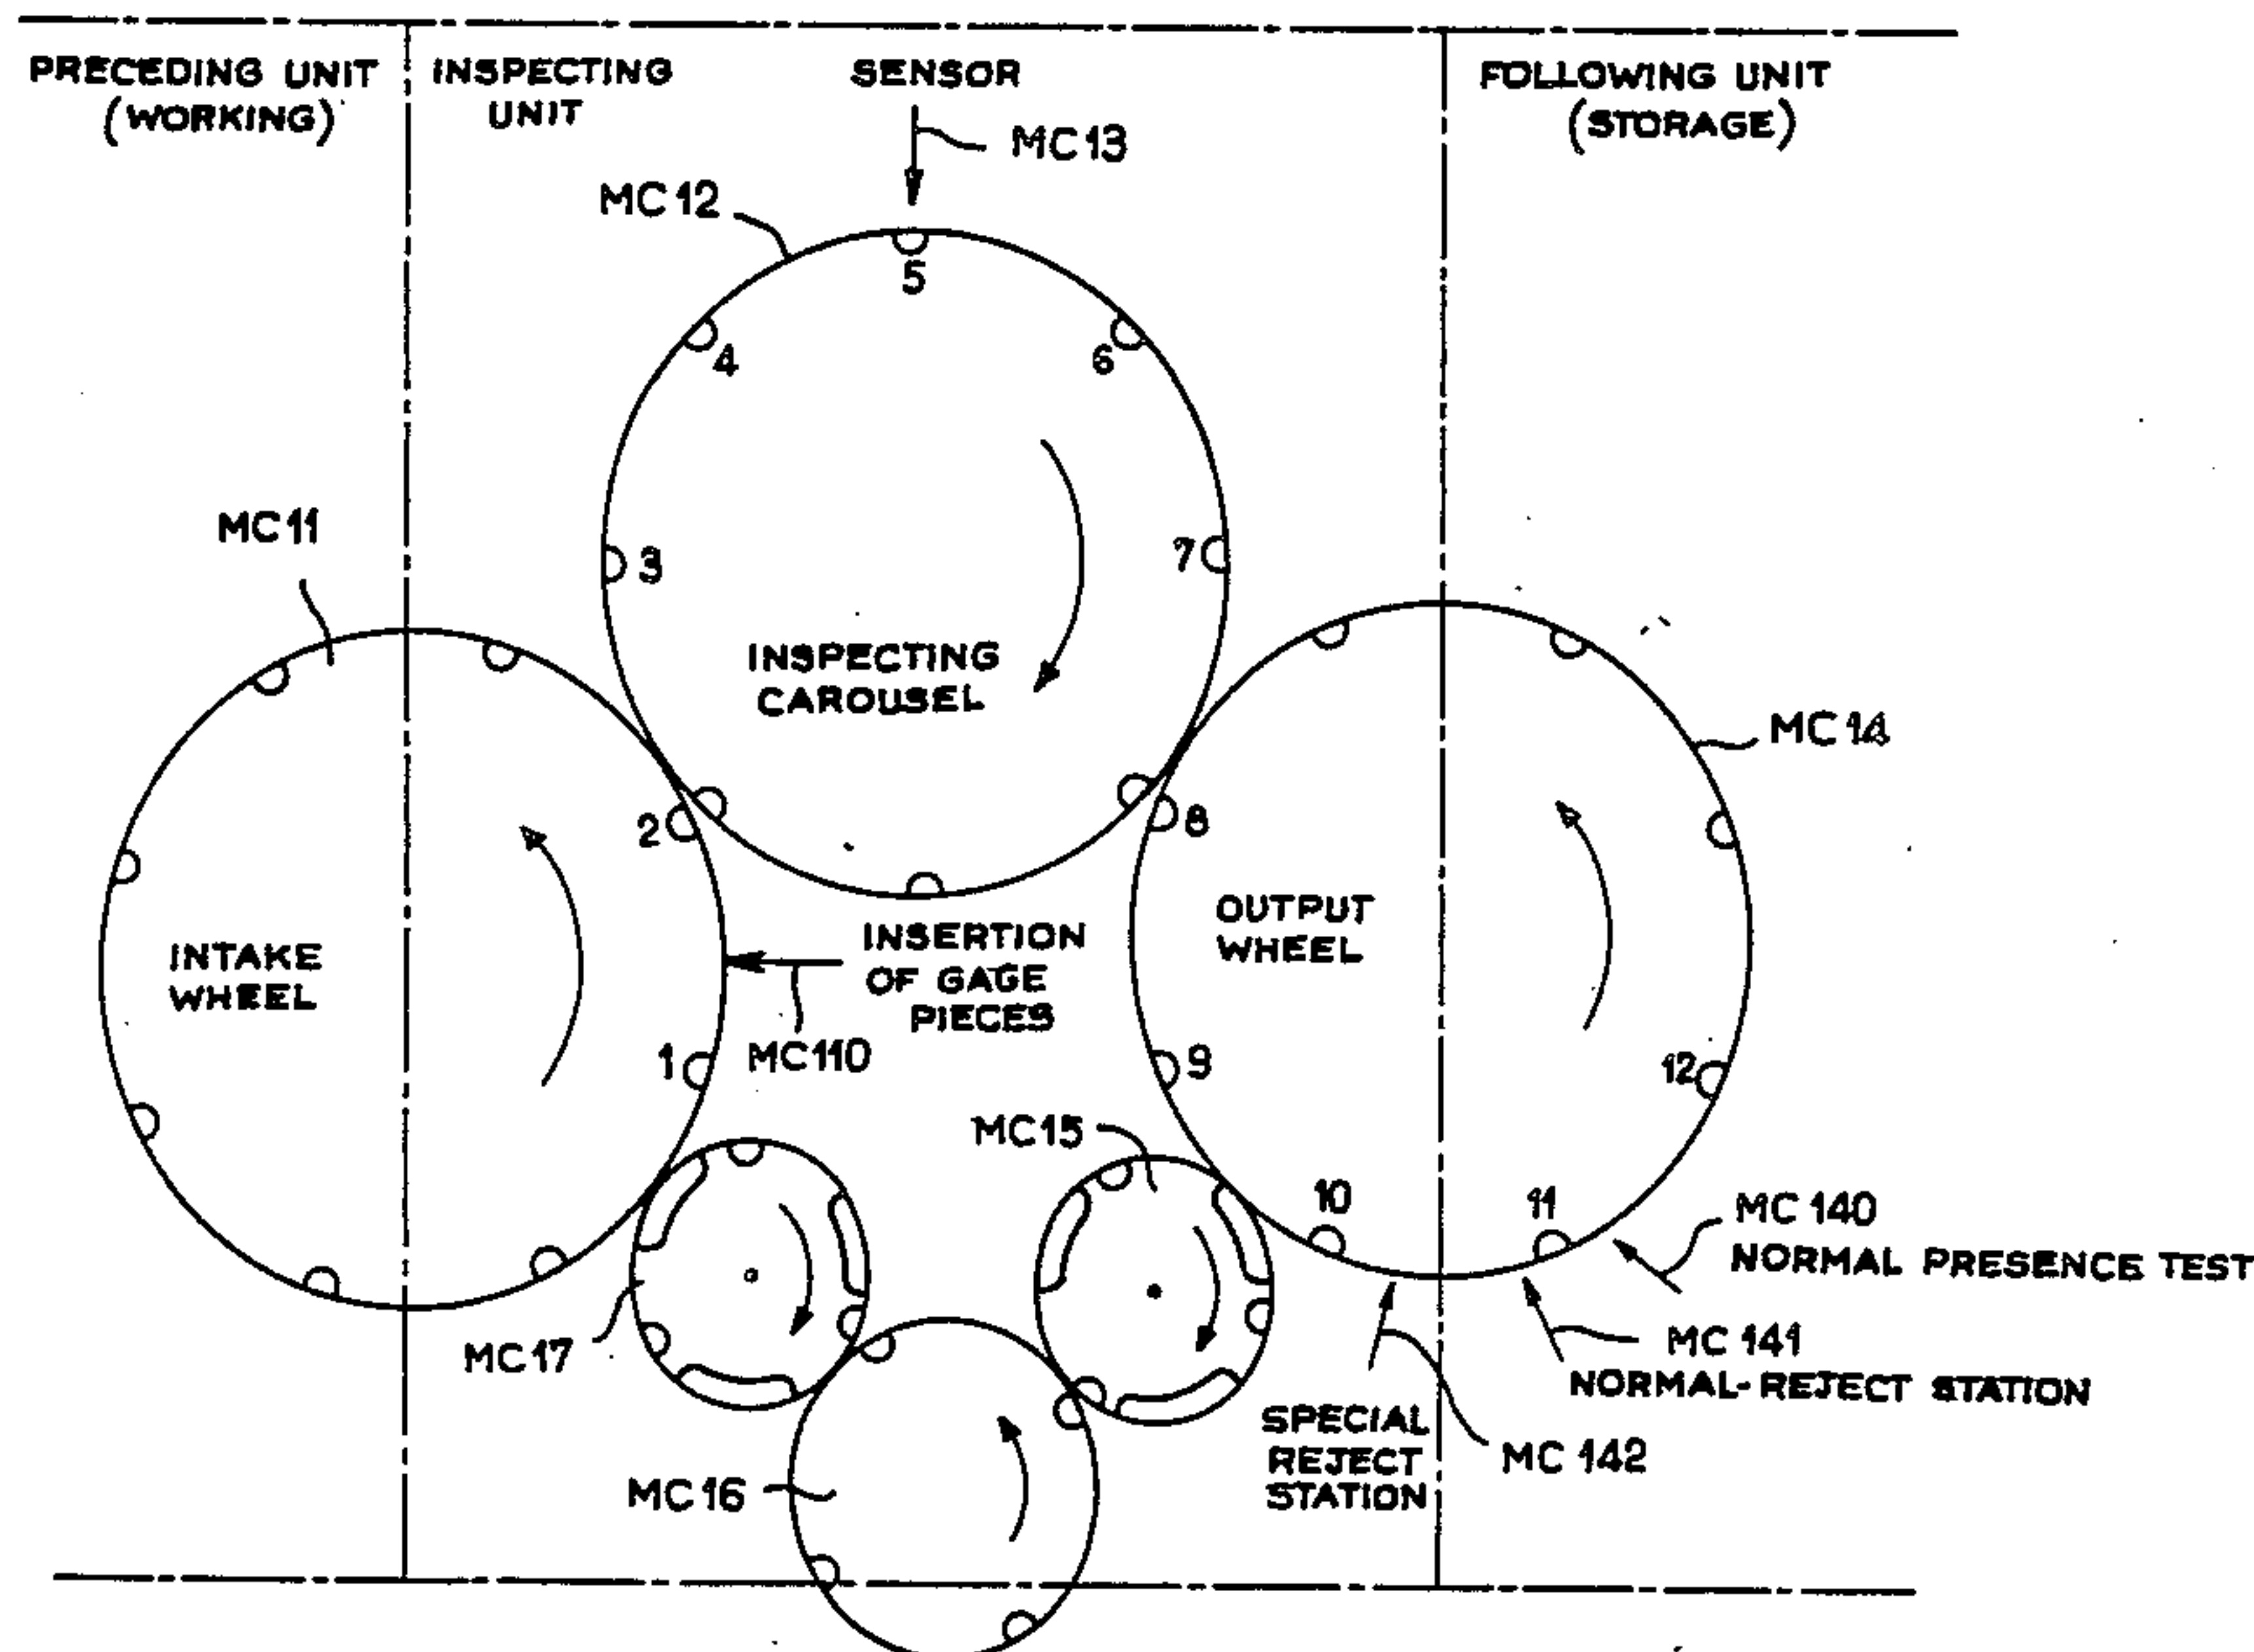 PRECEDING UNIT
(WORKING)
INSPECTING
UNIT
SENSOR
MC13
FOLLOWING UNIT
(STORAGE)
MC12
5
4
6
3
7
MC11
INSPECTING
CAROUSEL
MC14
2
8
INTAKE
WHEEL
INSERTION
OF GAGE
PIECES
OUTPUT
WHEEL
1
MC110
9
12
MC15
10
11
MC140
NORMAL PRESENCE TEST
MC17
MC141
NORMAL-REJECT STATION
SPECIAL
REJECT
STATION
MC142
MC16